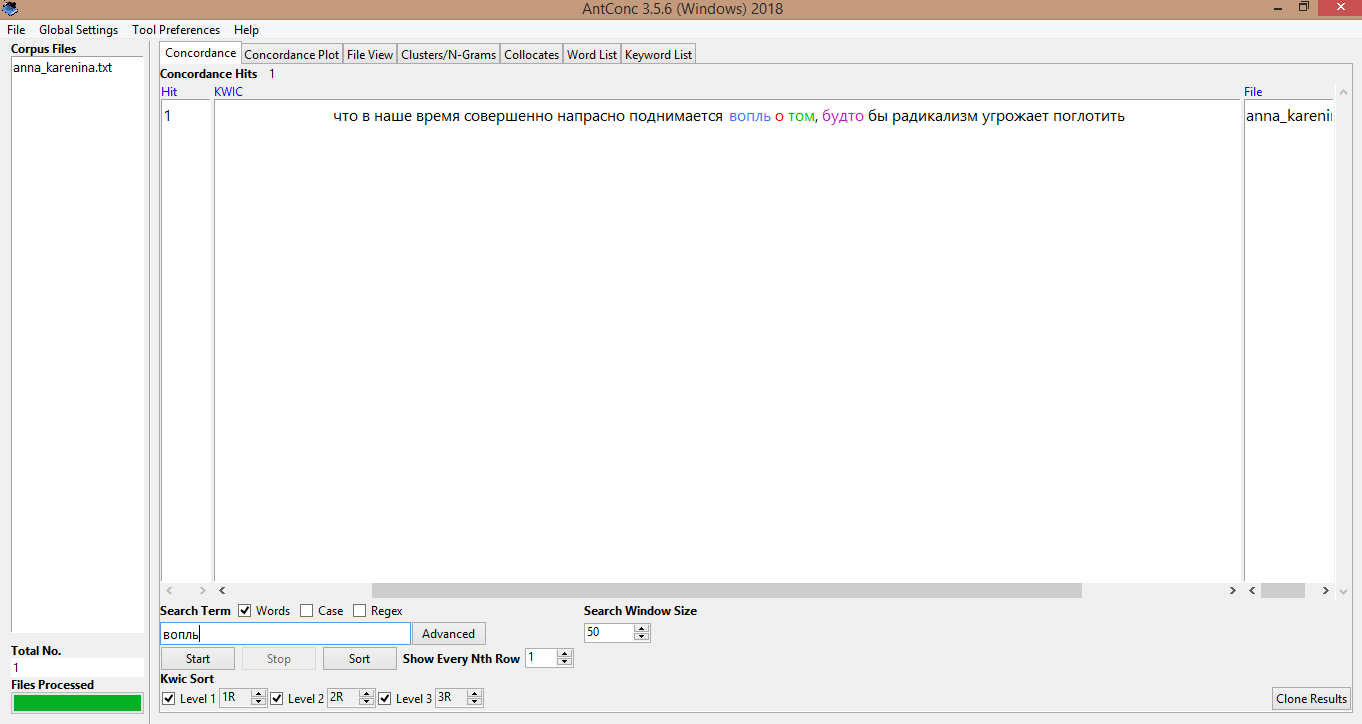 AntConc 3.5.6 (Windows) 2018
File Global Settings Tool Preferences Help
Corpus Files
anna_karenina.txt
Concordance Concordance Plot File View Clusters/N-Grams Collocates Word List Keyword List
Concordance Hits 1
Hit KWIC File
1 что в наше время совершенно напрасно поднимается вопль о том, будто бы радикализм угрожает поглотить anna_kareni
Search Term Words Case Regex Search Window Size
вопль Advanced 50
Start Stop Sort Show Every Nth Row 1
Kwic Sort
Level 1 1R Level 2 2R Level 3 3R Clone Results
Total No.
1
Files Processed